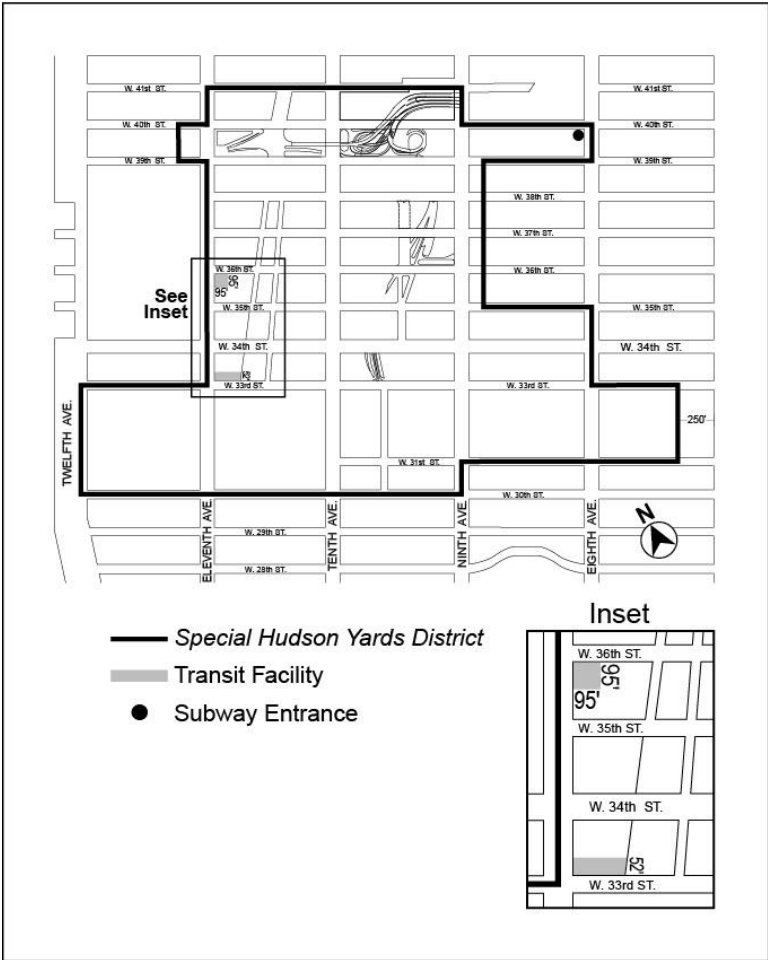 W. 41st ST.
W. 41st ST.
W. 40th ST.
W. 40th ST.
W. 39th ST.
W. 39th ST.
W. 38th ST.
W. 37th ST.
W. 36th ST.
W. 36th ST.
95'
95'
See
Inset
W. 35th ST.
W. 35th ST.
W. 34th ST.
W. 34th ST.
52'
W. 33rd ST.
W. 33rd ST.
250'
TWELFTH AVE.
W. 31st ST.
W. 30th ST.
ELEVENTH AVE.
TENTH AVE.
NINTH AVE.
EIGHTH AVE.
N
W. 29th ST.
W. 28th ST.
Special Hudson Yards District
Transit Facility
Subway Entrance
Inset
W. 36th ST.
95'
95'
W. 35th ST.
W. 34th ST.
52'
W. 33rd ST.